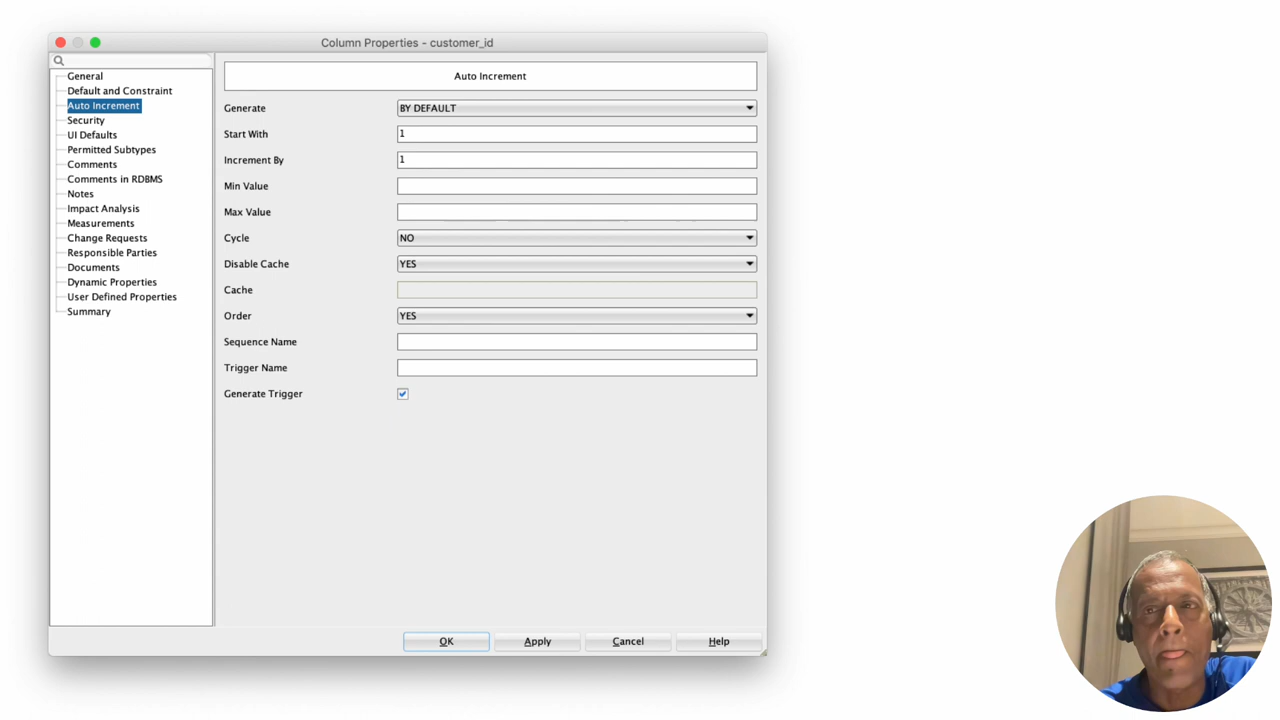 Column Properties - customer_id
General
Default and Constraint
Auto Increment
Security
UI Defaults
Permitted Subtypes
Comments
Comments in RDBMS
Notes
Impact Analysis
Measurements
Change Requests
Responsible Parties
Documents
Dynamic Properties
User Defined Properties
Summary
Auto Increment
Generate BY DEFAULT
Start With 1
Increment By 1
Min Value
Max Value
Cycle NO
Disable Cache YES
Cache
Order YES
Sequence Name
Trigger Name
Generate Trigger
OK Apply Cancel Help